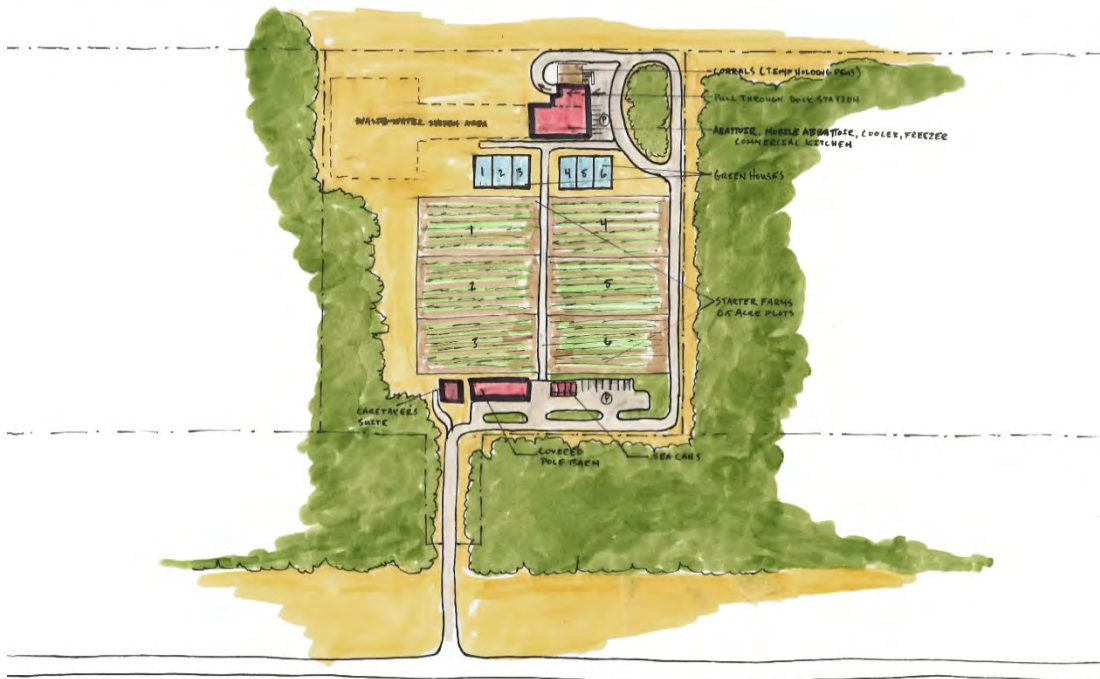 CORRALS (TEMP HOLDING PENS)
PULL THROUGH DOCK STATION
WASTE WATER SYSTEM AREA
ABATTOIR, MOBILE ABBATTOIR, COOLER, FREEZER
COMMERCIAL KITCHEN
P
1 2 3
4 5 6
GREEN HOUSES
1
4
2
5
STARTER FARMS
ON ACRE PLOTS
3
6
P
CARETAKERS
SUITE
COVERED
POLE BARN
SEA CANS